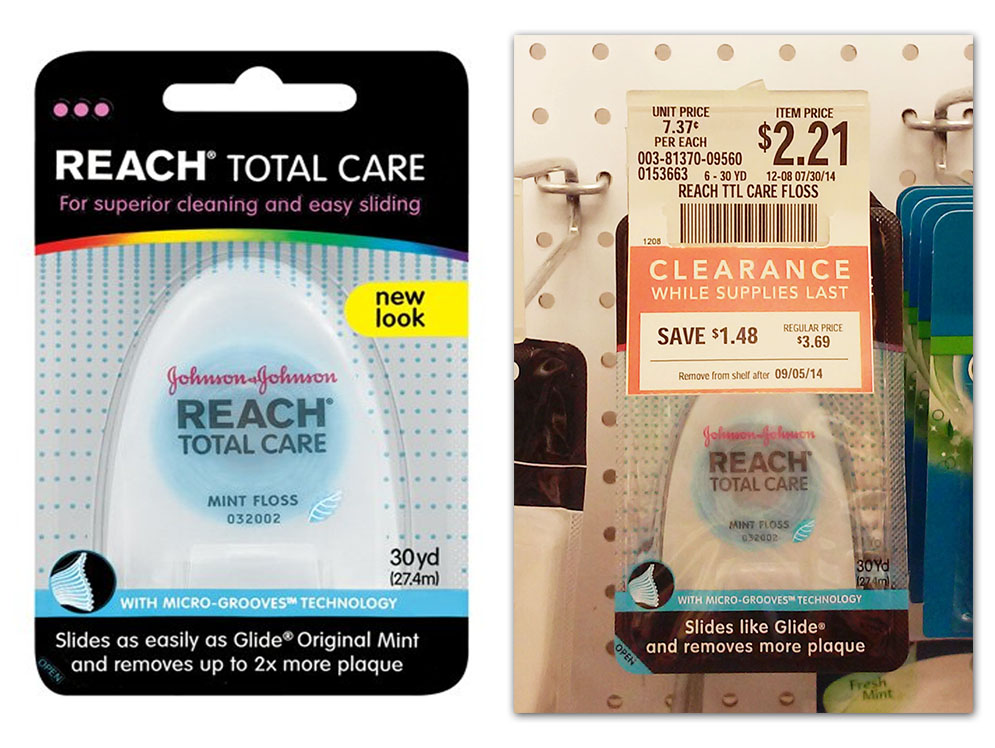 REACH® TOTAL CARE
For superior cleaning and easy sliding
new
look
Johnson & Johnson
REACH®
TOTAL CARE
MINT FLOSS
032002
30yd
(27.4m)
WITH MICRO-GROOVES™ TECHNOLOGY
Slides as easily as Glide® Original Mint
and removes up to 2x more plaque
OPEN
UNIT PRICE
7.37¢
PER EACH
ITEM PRICE
$2.21
003-81370-09560
0153663 6 - 30 YD 12-08 07/30/14
REACH TTL CARE FLOSS
1208
CLEARANCE
WHILE SUPPLIES LAST
SAVE $1.48
REGULAR PRICE
$3.69
Remove from shelf after 09/05/14
Johnson & Johnson
REACH®
TOTAL CARE
MINT FLOSS
032002
30Yd
(27.4m)
WITH MICRO-GROOVES™ TECHNOLOGY
Slides like Glide®
and removes more plaque
OPEN
Fresh
Mint